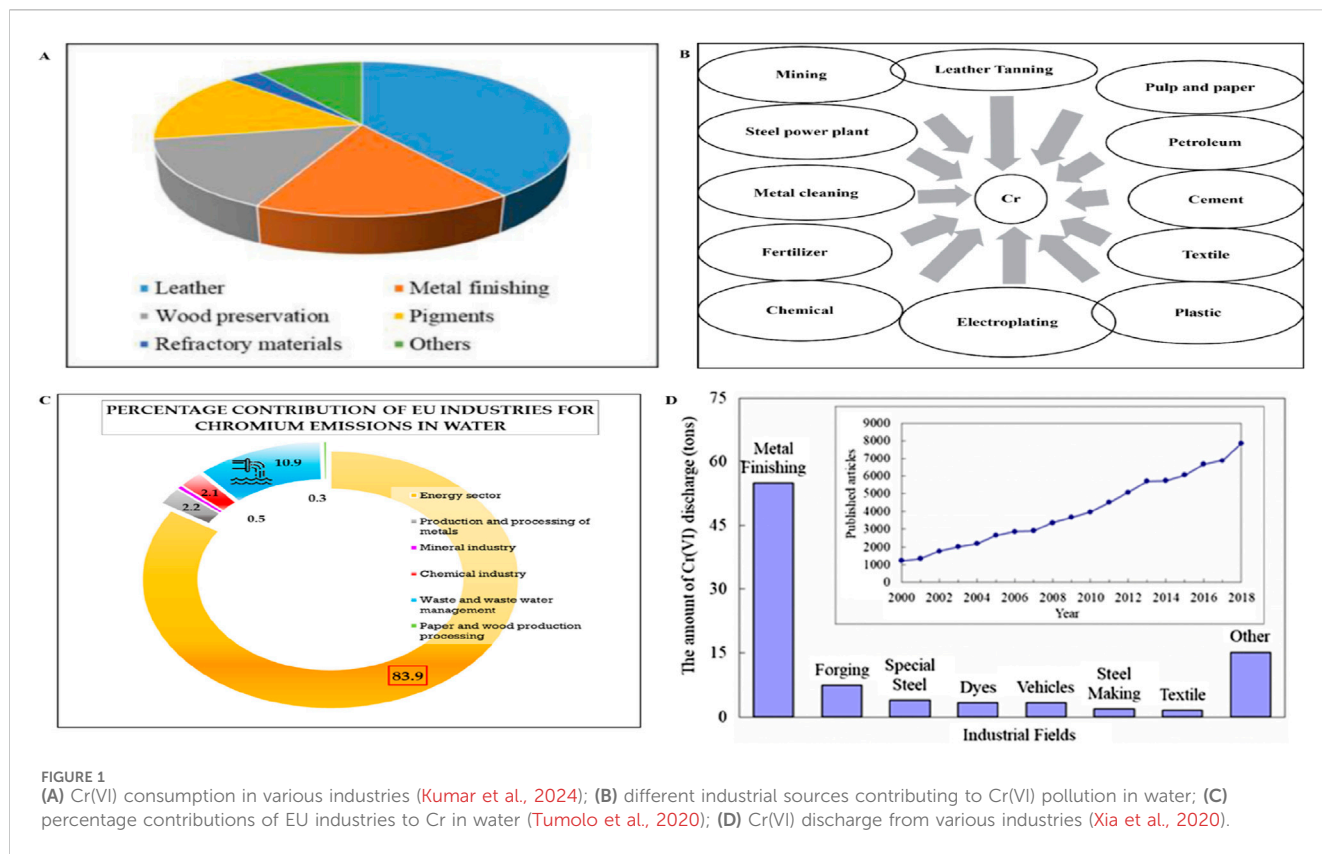 A
Leather
Metal finishing
Wood preservation
Pigments
Refractory materials
Others
B
Mining
Leather Tanning
Pulp and paper
Steel power plant
Petroleum
Metal cleaning
Cr
Cement
Fertilizer
Textile
Chemical
Electroplating
Plastic
C
PERCENTAGE CONTRIBUTION OF EU INDUSTRIES FOR
CHROMIUM EMISSIONS IN WATER
10.9
2.1
2.2
0.5
0.3
83.9
Energy sector
Production and processing of
metals
Mineral industry
Chemical industry
Waste and waste water
management
Paper and wood production
processing
D
The amount of Cr(VI) discharge (tons)
75
60
45
30
15
0
Metal
Finishing
Forging
Special
Steel
Dyes
Vehicles
Steel
Making
Textile
Other
Industrial Fields
Published articles
9000
8000
7000
6000
5000
4000
3000
2000
1000
0
2000 2002 2004 2006 2008 2010 2012 2014 2016 2018
Year
FIGURE 1
(A) Cr(VI) consumption in various industries (Kumar et al., 2024); (B) different industrial sources contributing to Cr(VI) pollution in water; (C)
percentage contributions of EU industries to Cr in water (Tumolo et al., 2020); (D) Cr(VI) discharge from various industries (Xia et al., 2020).